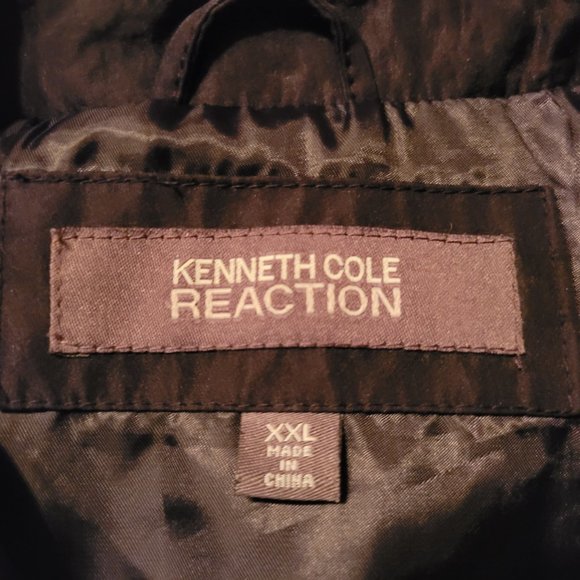 KENNETH COLE
REACTION
XXL
MADE
IN
CHINA